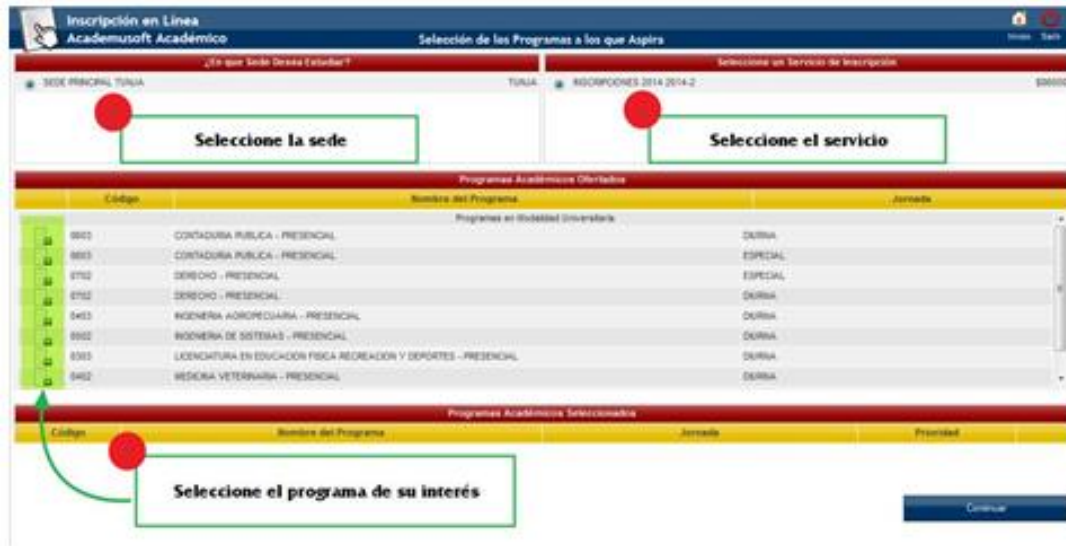 Inscripción en Línea
Academusoft Académico
Selección de los Programas a los que Aspira
Inicio Salir
¿En que Sede Desea Estudiar?
Seleccione un Servicio de Inscripción
SEDE PRINCIPAL TUNJA TUNJA
INSCRIPCIONES 2014 2014-2
Seleccione la sede
Seleccione el servicio
Programas Académicos Ofertados
Código Nombre del Programa Jornada
Programas en Modalidad Universitaria
CONTADURIA PUBLICA - PRESENCIAL DIURNA
CONTADURIA PUBLICA - PRESENCIAL ESPECIAL
0702 DERECHO - PRESENCIAL ESPECIAL
0702 DERECHO - PRESENCIAL DIURNA
INGENIERIA AGROPECUARIA - PRESENCIAL DIURNA
INGENIERIA DE SISTEMAS - PRESENCIAL DIURNA
LICENCIATURA EN EDUCACION FISICA RECREACION Y DEPORTES - PRESENCIAL DIURNA
0402 MEDICINA VETERINARIA - PRESENCIAL DIURNA
Programas Académicos Seleccionados
Código Nombre del Programa Jornada Prioridad
Seleccione el programa de su interés
Continuar